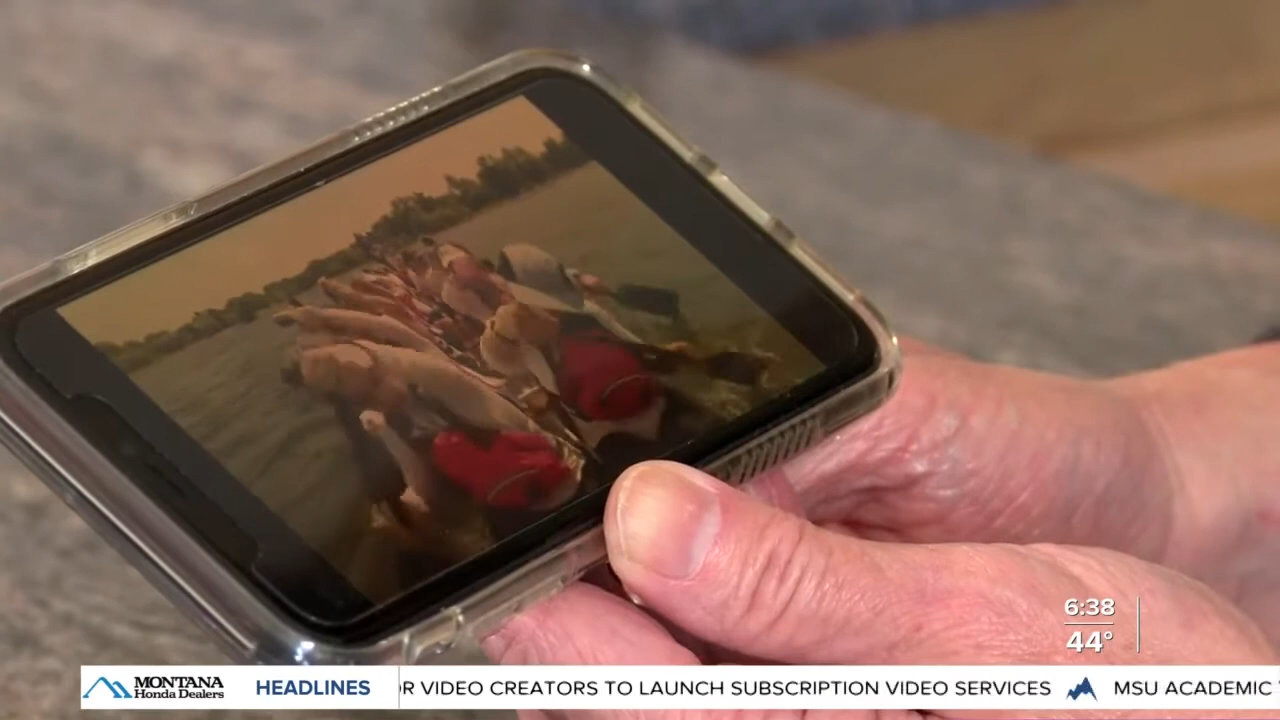 6:38
44°
MONTANA
Honda Dealers
HEADLINES
R VIDEO CREATORS TO LAUNCH SUBSCRIPTION VIDEO SERVICES
MSU ACADEMIC